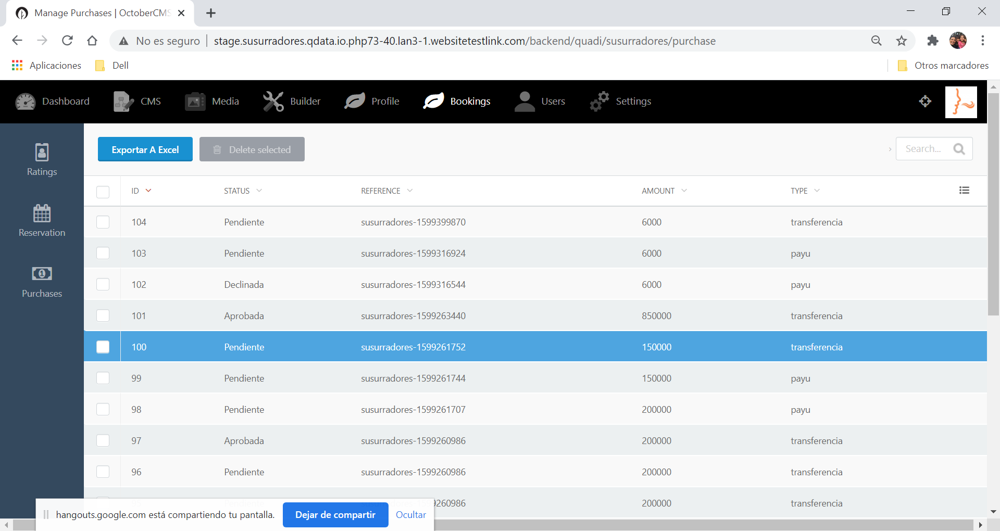 Manage Purchases | OctoberCMS
No es seguro
stage.susurradores.qdata.io.php73-40.lan3-1.websitetestlink.com/backend/quadi/susurradores/purchase
Aplicaciones
Dell
Otros marcadores
Dashboard
CMS
Media
Builder
Profile
Bookings
Users
Settings
Ratings
Reservation
Purchases
Exportar A Excel
Delete selected
Search...
ID STATUS REFERENCE AMOUNT TYPE
104 Pendiente susurradores-1599399870 6000 transferencia
103 Pendiente susurradores-1599316924 6000 payu
102 Declinada susurradores-1599316544 6000 payu
101 Aprobada susurradores-1599263440 850000 transferencia
100 Pendiente susurradores-1599261752 150000 transferencia
99 Pendiente susurradores-1599261744 150000 payu
98 Pendiente susurradores-1599261707 200000 payu
97 Aprobada susurradores-1599260986 200000 transferencia
96 Pendiente susurradores-1599260986 200000 transferencia
260986 200000 transferencia
hangouts.google.com está compartiendo tu pantalla.
Dejar de compartir
Ocultar